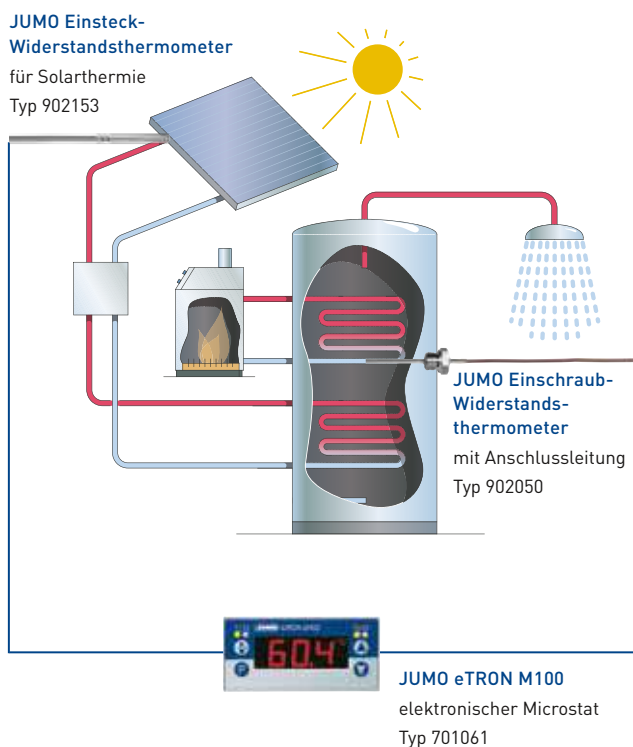 JUMO Einsteck-
Widerstandsthermometer
für Solarthermie
Typ 902153
JUMO Einschraub-
Widerstands-
thermometer
mit Anschlussleitung
Typ 902050
JUMO
60.4
P
JUMO eTRON M100
elektronischer Microstat
Typ 701061